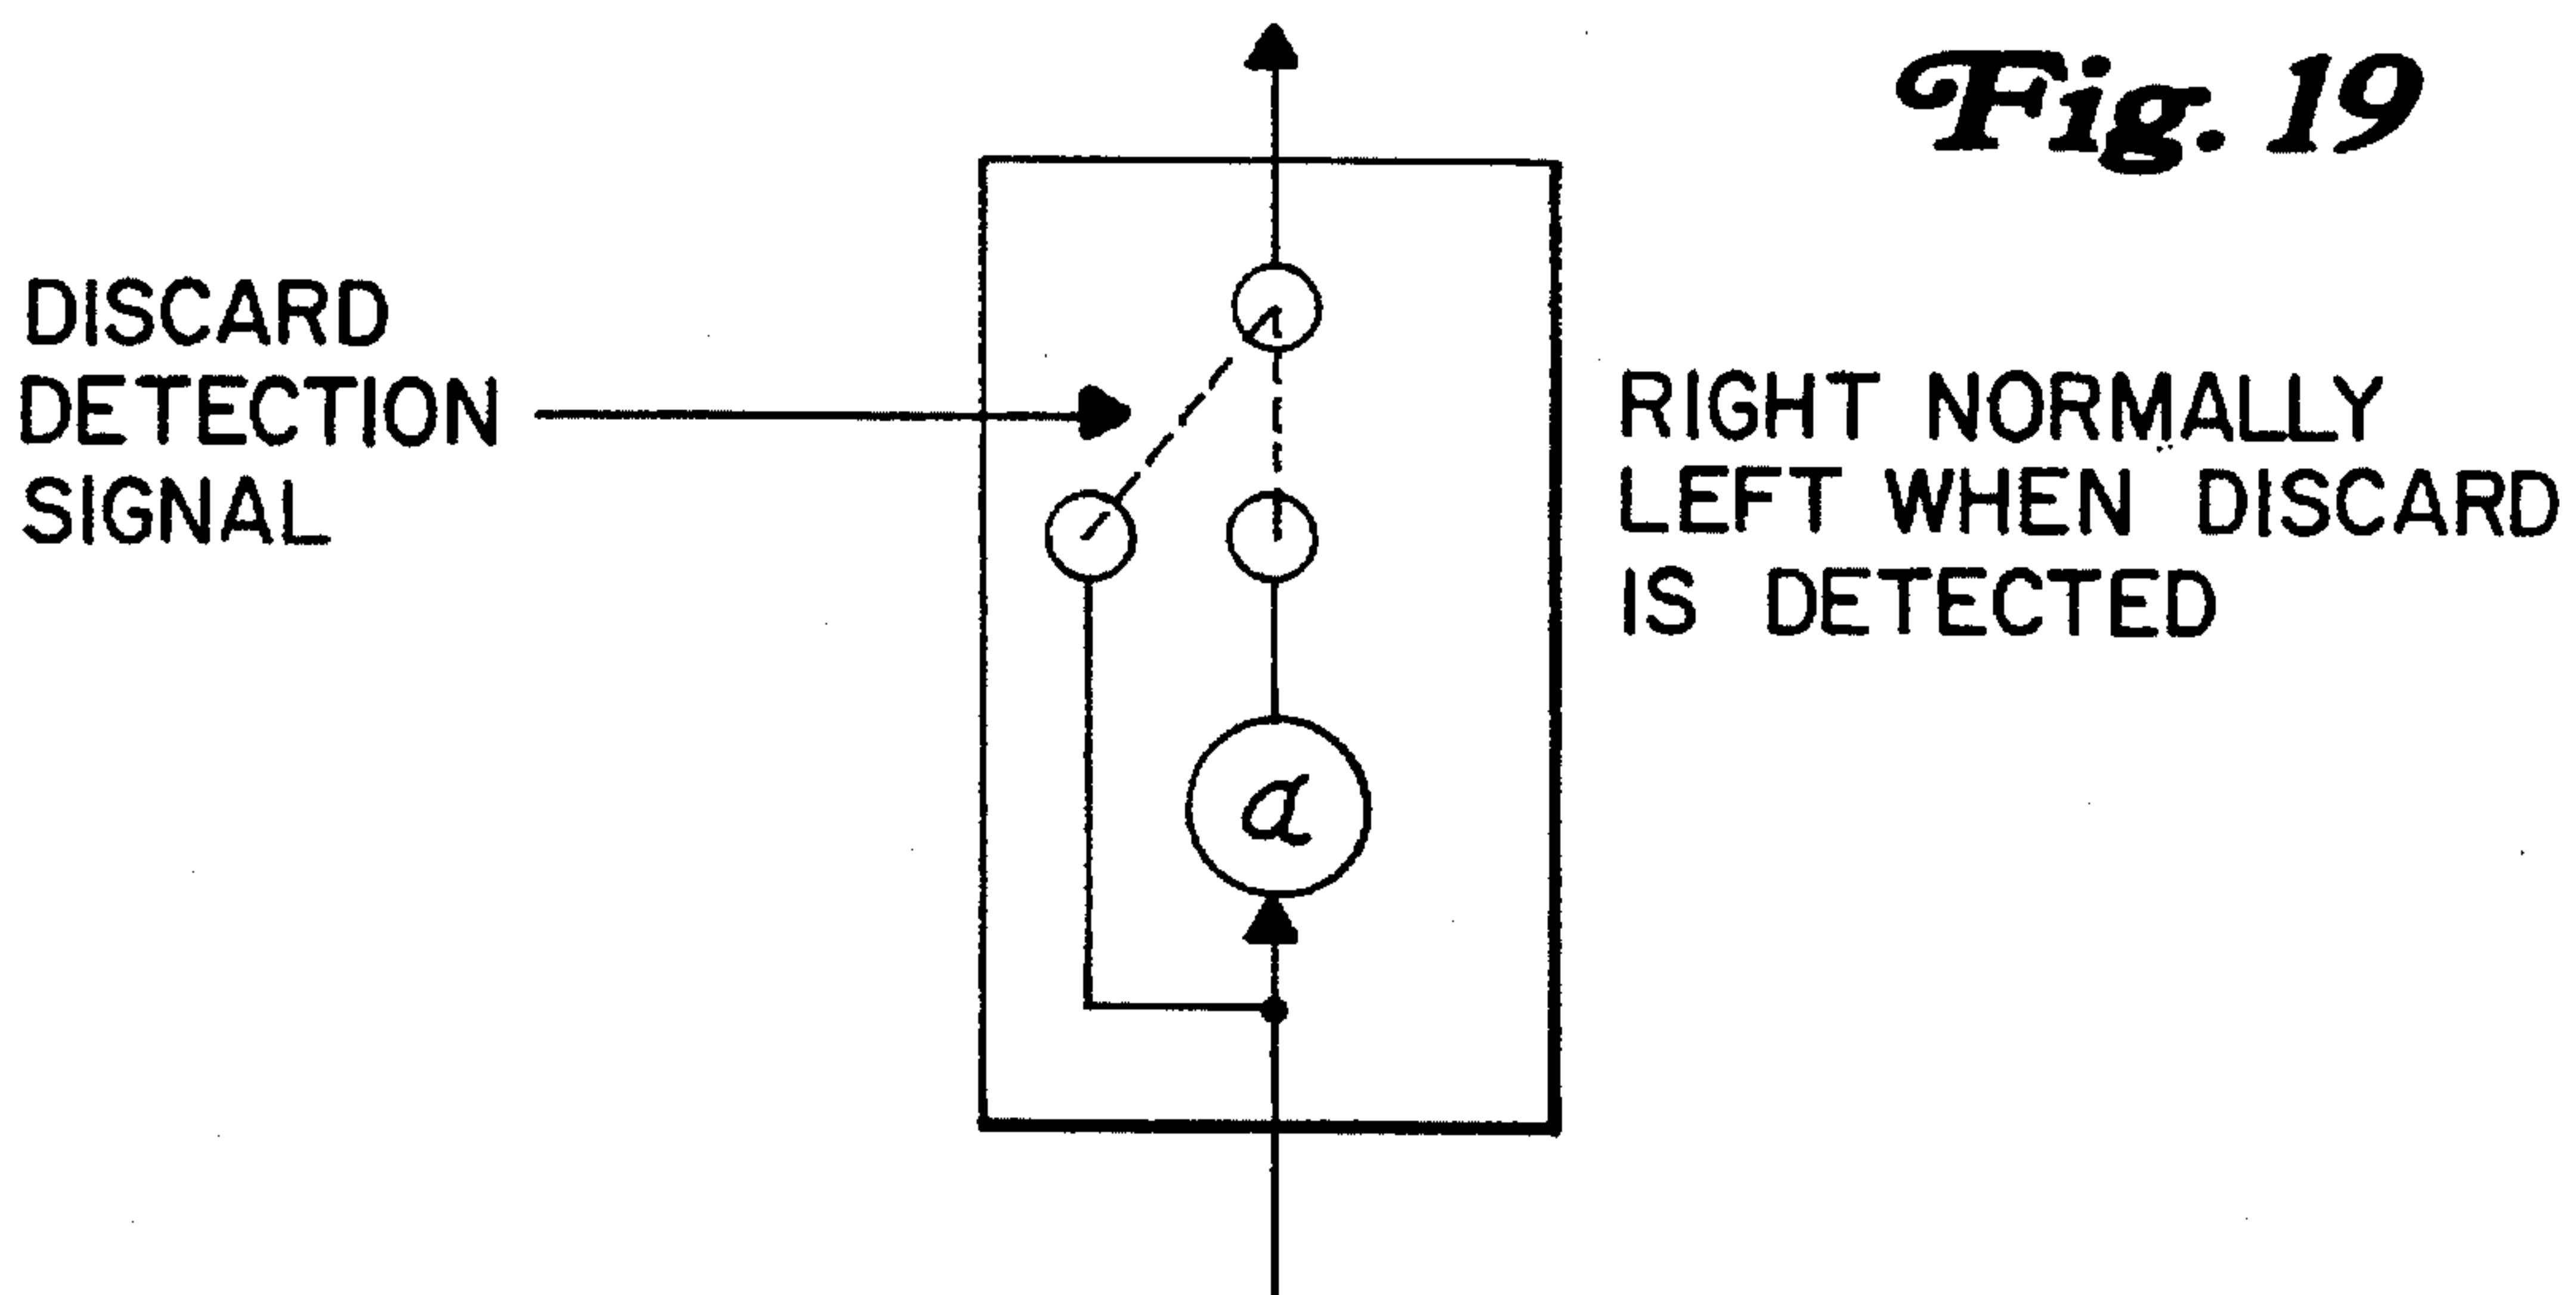 Fig. 19
DISCARD
DETECTION
SIGNAL
RIGHT NORMALLY
LEFT WHEN DISCARD
IS DETECTED
α